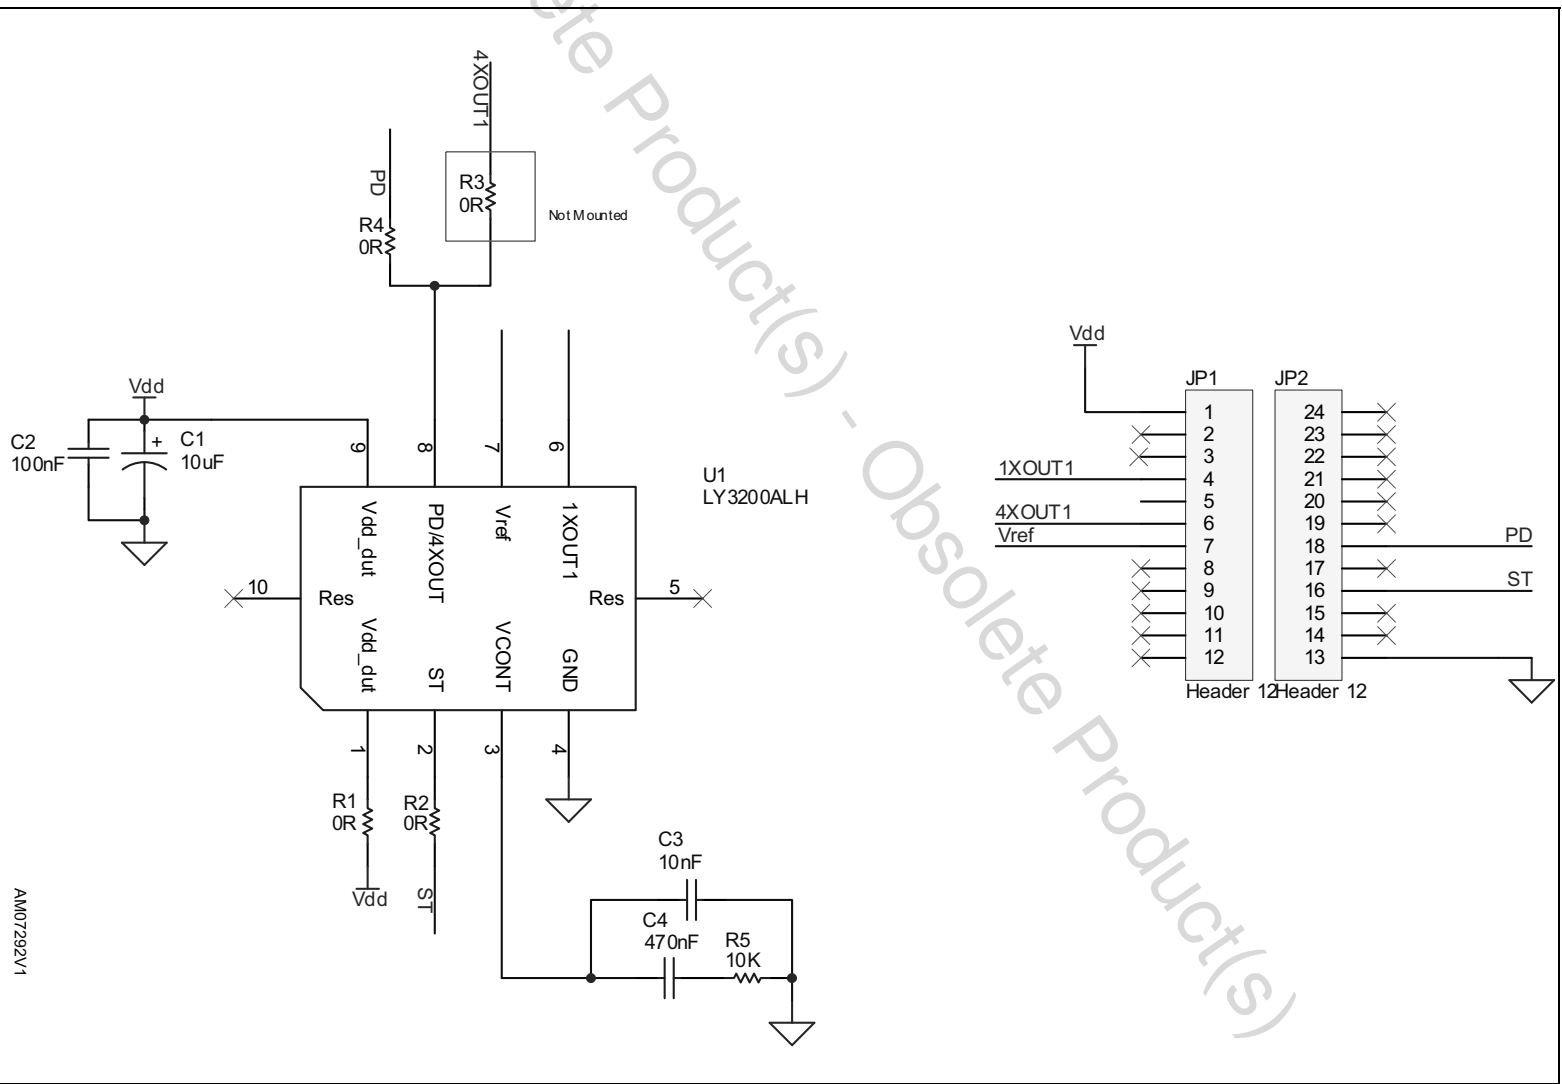 4XOUT1
PD
R3
0R
Not Mounted
R4
0R
Vdd
C2
100nF
+
C1
10uF
9
8
7
6
U1
LY3200ALH
Vdd_dut
PD/4XOUT
Vref
1XOUT1
10
Res
Res
5
Vdd_dut
ST
VCONT
GND
1
2
3
4
R1
0R
R2
0R
Vdd
ST
C3
10nF
C4
470nF
R5
10K
Vdd
JP1
JP2
1
2
3
4
5
6
7
8
9
10
11
12
24
23
22
21
20
19
18
17
16
15
14
13
1XOUT1
4XOUT1
Vref
PD
ST
Header 12
Header 12
AM07292V1
ete Product(s) - Obsolete Product(s)